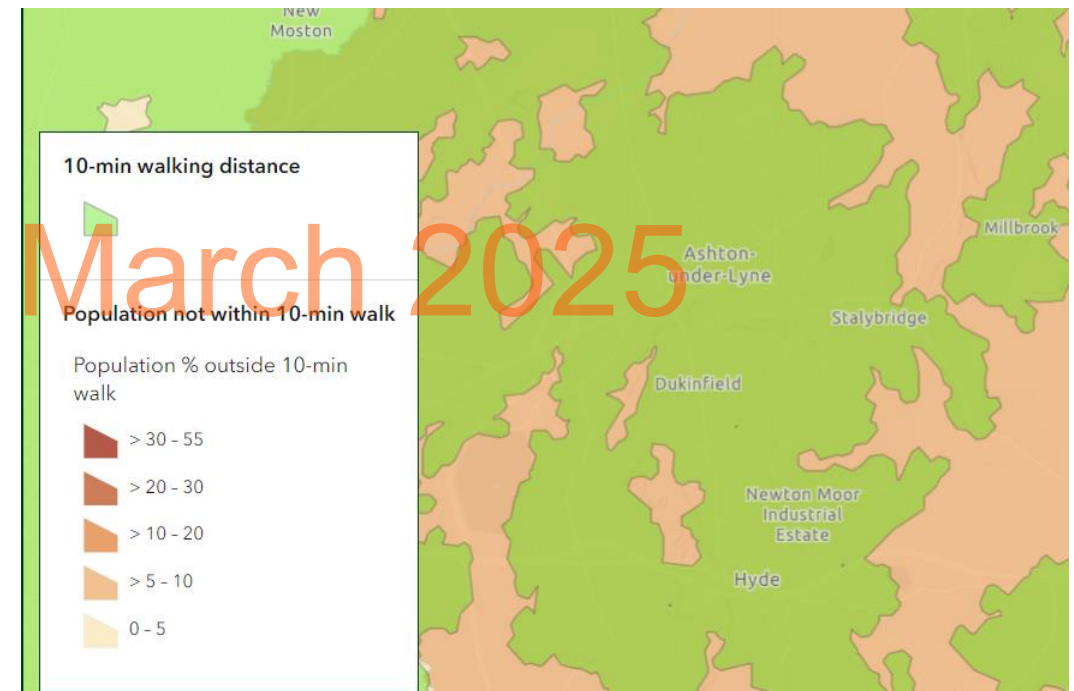 New
Moston
10-min walking distance
March 2025
Population not within 10-min walk
Population % outside 10-min
walk
> 30 - 55
> 20 - 30
> 10 - 20
> 5 - 10
0 - 5
Millbrook
Ashton-
under-Lyne
Stalybridge
Dukinfield
Newton Moor
Industrial
Estate
Hyde